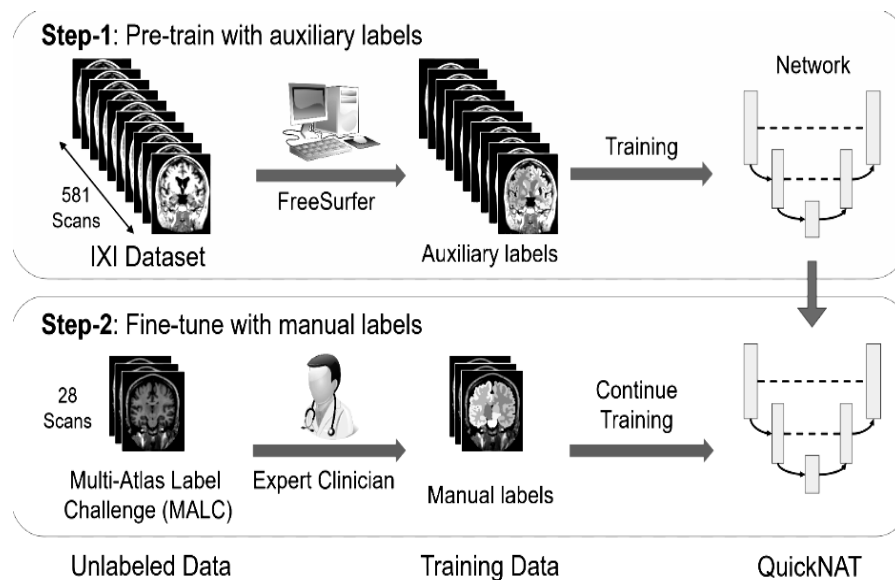 Step-1: Pre-train with auxiliary labels
Network
581
Scans
FreeSurfer
Training
IXI Dataset
Auxiliary labels
Step-2: Fine-tune with manual labels
28
Scans
Continue
Training
Multi-Atlas Label
Challenge (MALC)
Expert Clinician
Manual labels
Unlabeled Data
Training Data
QuickNAT